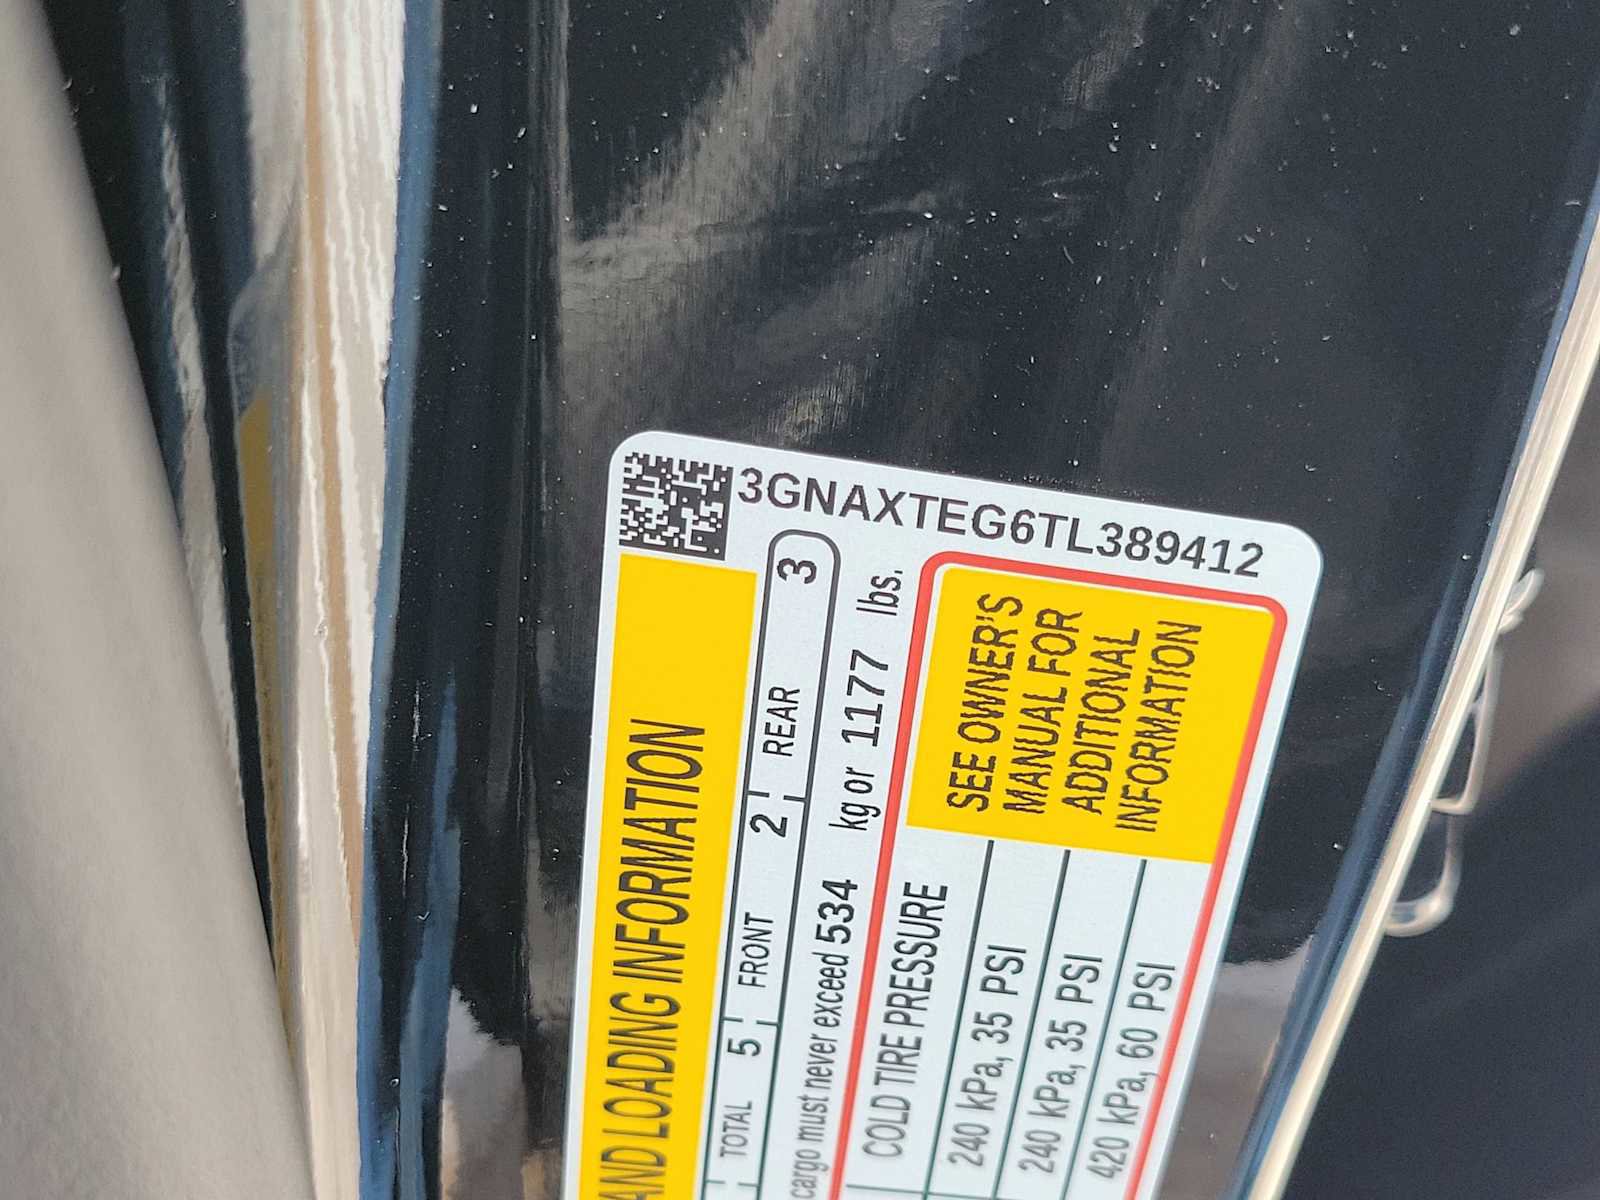 3GNAXTEG6TL389412
AND LOADING INFORMATION
TOTAL 5 FRONT 2 REAR 3
cargo must never exceed 534 kg or 1177 lbs.
COLD TIRE PRESSURE
240 kPa, 35 PSI
240 kPa, 35 PSI
420 kPa, 60 PSI
SEE OWNER'S
MANUAL FOR
ADDITIONAL
INFORMATION